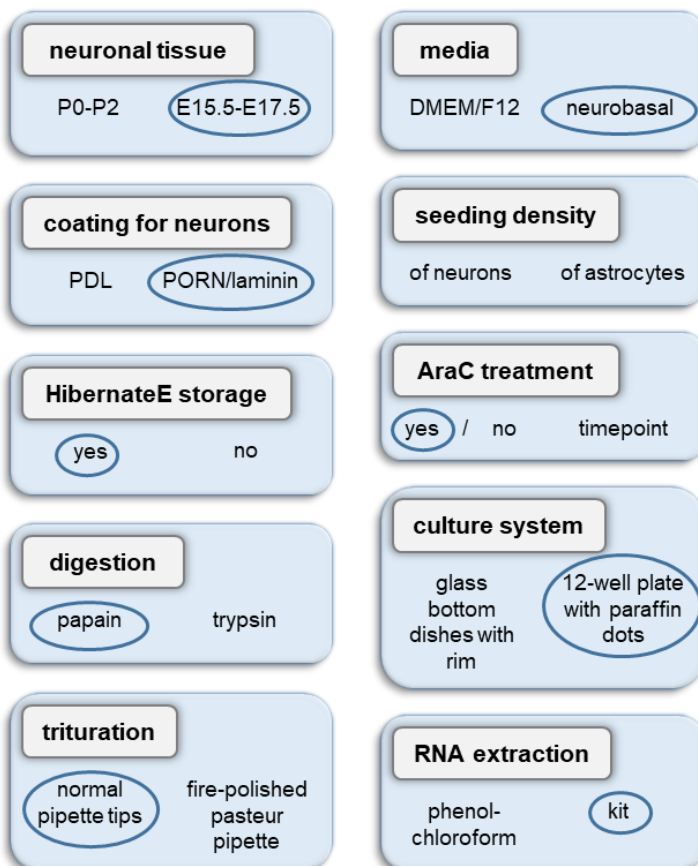 neuronal tissue
P0-P2 E15.5-E17.5
coating for neurons
PDL PORN/laminin
HibernateE storage
yes no
digestion
papain trypsin
trituration
normal
pipette tips
fire-polished
pasteur
pipette
media
DMEM/F12 neurobasal
seeding density
of neurons of astrocytes
AraC treatment
yes / no timepoint
culture system
glass
bottom
dishes with
rim
12-well plate
with paraffin
dots
RNA extraction
phenol-
chloroform
kit